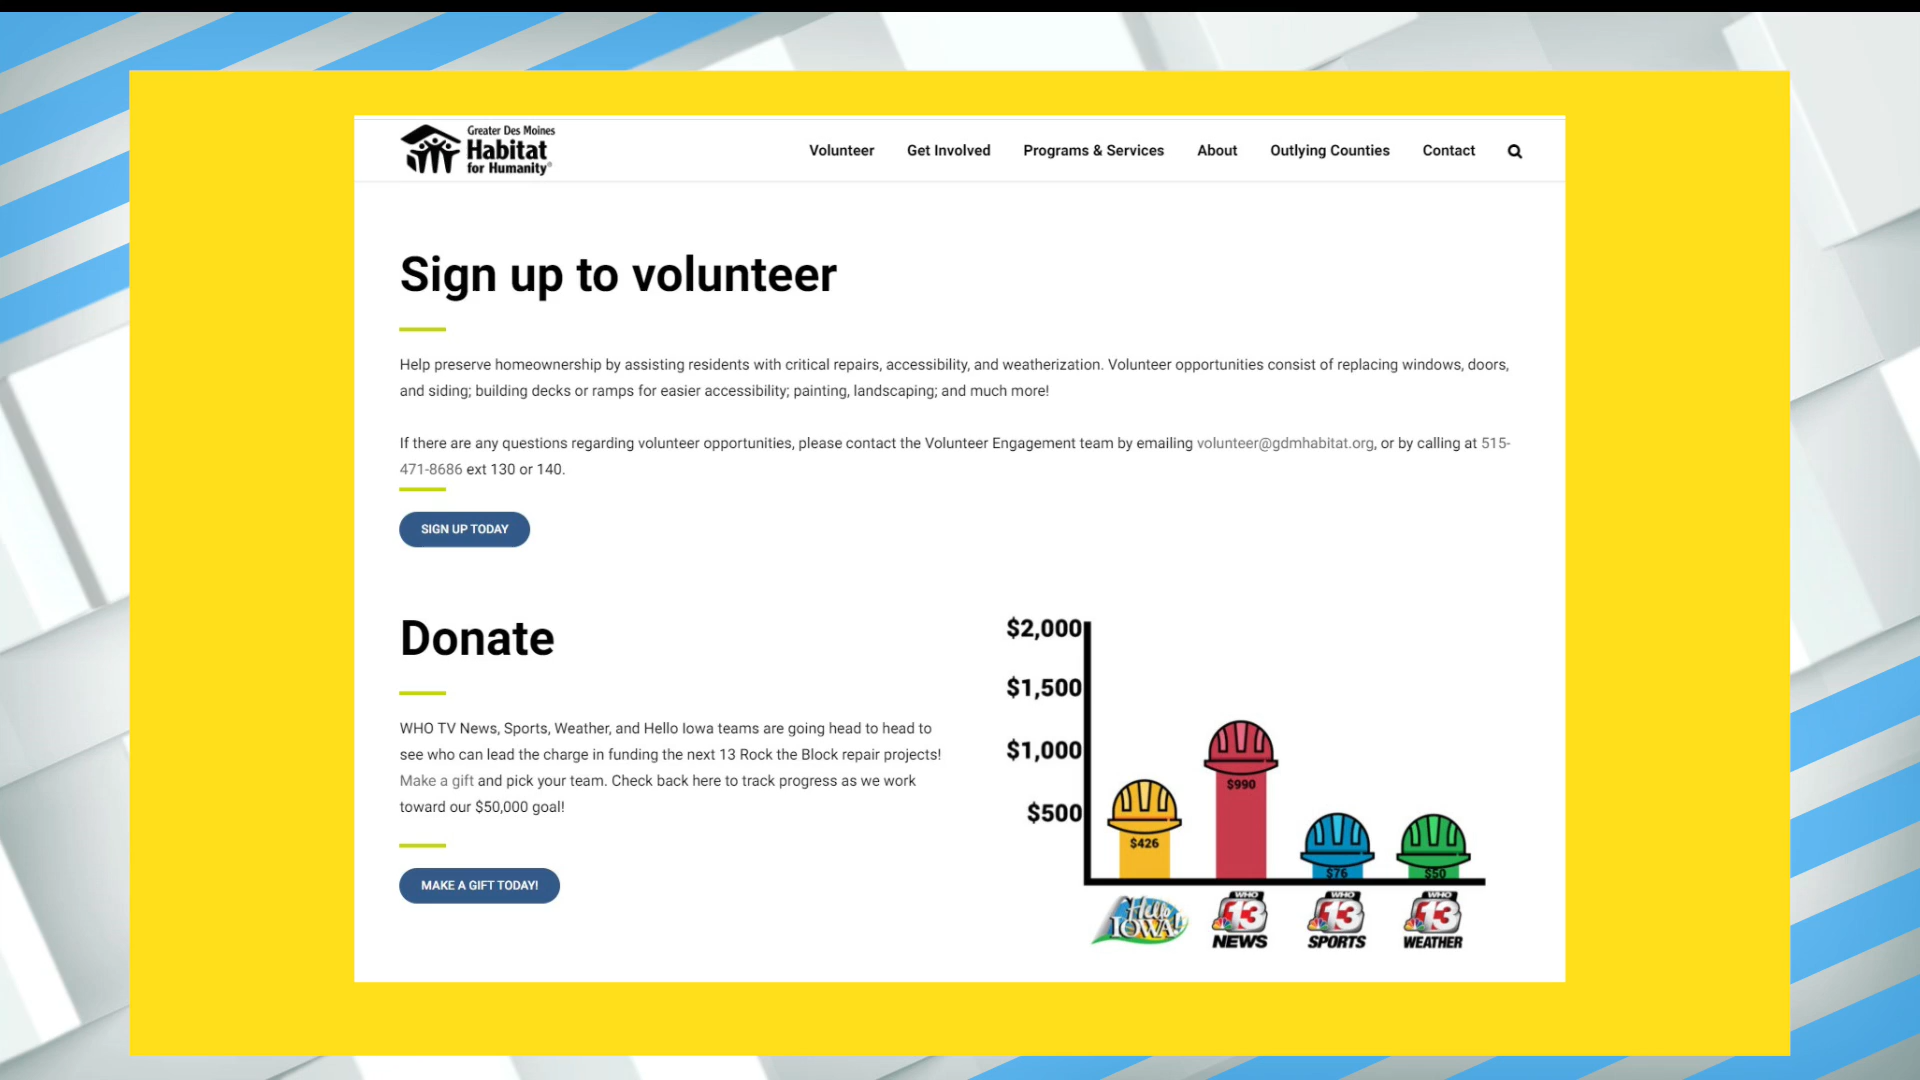 Greater Des Moines
Habitat
for Humanity®
Volunteer
Get Involved
Programs & Services
About
Outlying Counties
Contact
Sign up to volunteer
Help preserve homeownership by assisting residents with critical repairs, accessibility, and weatherization. Volunteer opportunities consist of replacing windows, doors,
and siding; building decks or ramps for easier accessibility; painting, landscaping; and much more!
If there are any questions regarding volunteer opportunities, please contact the Volunteer Engagement team by emailing volunteer@gdmhabitat.org, or by calling at 515-
471-8686 ext 130 or 140.
SIGN UP TODAY
Donate
WHO TV News, Sports, Weather, and Hello Iowa teams are going head to head to
see who can lead the charge in funding the next 13 Rock the Block repair projects!
Make a gift and pick your team. Check back here to track progress as we work
toward our $50,000 goal!
MAKE A GIFT TODAY!
$2,000
$1,500
$1,000
$500
$426
$990
$76
$50
Hello
IOWA!
WHO
13
NEWS
WHO
13
SPORTS
WHO
13
WEATHER